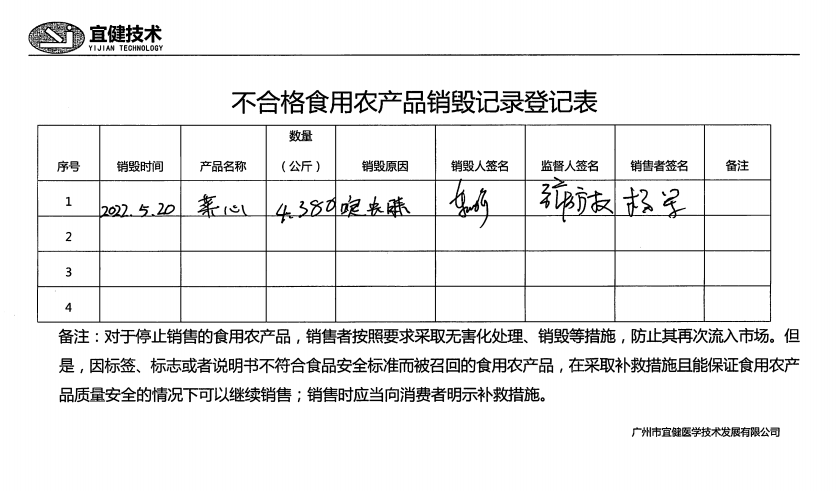 宜健技术
YIJIAN TECHNOLOGY
不合格食用农产品销毁记录登记表
序号 销毁时间 产品名称 数量（公斤） 销毁原因 销毁人签名 监督人签名 销售者签名 备注
1 2022.5.20 菜心 4.380
2
3
4
备注：对于停止销售的食用农产品，销售者按照要求采取无害化处理、销毁等措施，防止其再次流入市场。但
是，因标签、标志或者说明书不符合食品安全标准而被召回的食用农产品，在采取补救措施且能保证食用农产
品质量安全的情况下可以继续销售；销售时应当向消费者明示补救措施。
广州市宜健医学技术发展有限公司